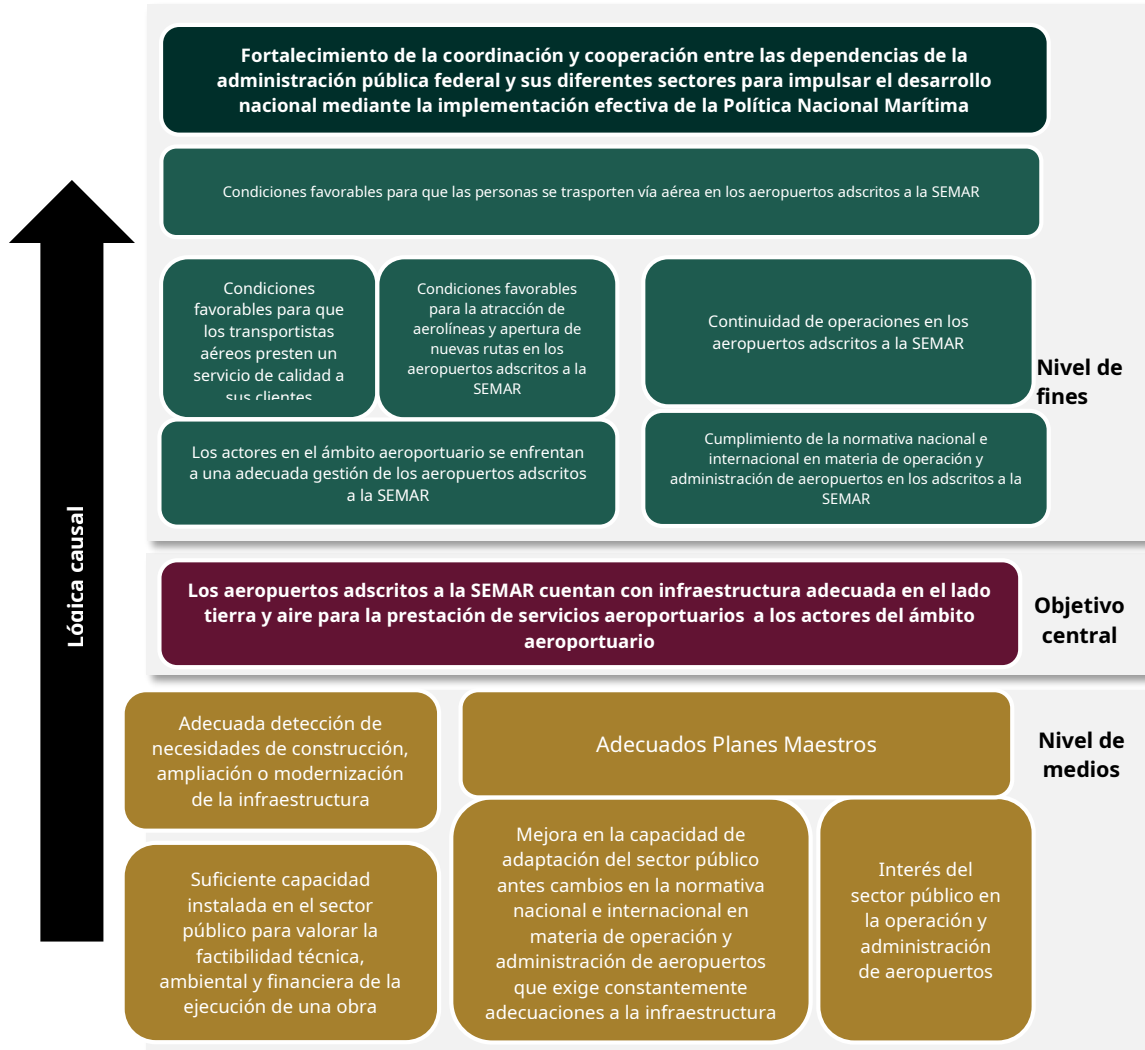 Fortalecimiento de la coordinación y cooperación entre las dependencias de la
administración pública federal y sus diferentes sectores para impulsar el desarrollo
nacional mediante la implementación efectiva de la Política Nacional Marítima
Condiciones favorables para que las personas se trasporten vía aérea en los aeropuertos adscritos a la SEMAR
Condiciones
favorables para que
los transportistas
aéreos presten un
servicio de calidad a
sus clientes
Condiciones favorables
para la atracción de
aerolíneas y apertura de
nuevas rutas en los
aeropuertos adscritos a la
SEMAR
Continuidad de operaciones en los
aeropuertos adscritos a la SEMAR
Nivel de
fines
Los actores en el ámbito aeroportuario se enfrentan
a una adecuada gestión de los aeropuertos adscritos
a la SEMAR
Cumplimiento de la normativa nacional e
internacional en materia de operación y
administración de aeropuertos en los adscritos a la
SEMAR
Lódica causal
Los aeropuertos adscritos a la SEMAR cuentan con infraestructura adecuada en el lado
tierra y aire para la prestación de servicios aeroportuarios a los actores del ámbito
aeroportuario
Objetivo
central
Adecuada detección de
necesidades de construcción,
ampliación o modernización
de la infraestructura
Adecuados Planes Maestros
Nivel de
medios
Suficiente capacidad
instalada en el sector
público para valorar la
factibilidad técnica,
ambiental y financiera de la
ejecución de una obra
Mejora en la capacidad de
adaptación del sector público
antes cambios en la normativa
nacional e internacional en
materia de operación y
administración de aeropuertos
que exige constantemente
adecuaciones a la infraestructura
Interés del
sector público en
la operación y
administración
de aeropuertos